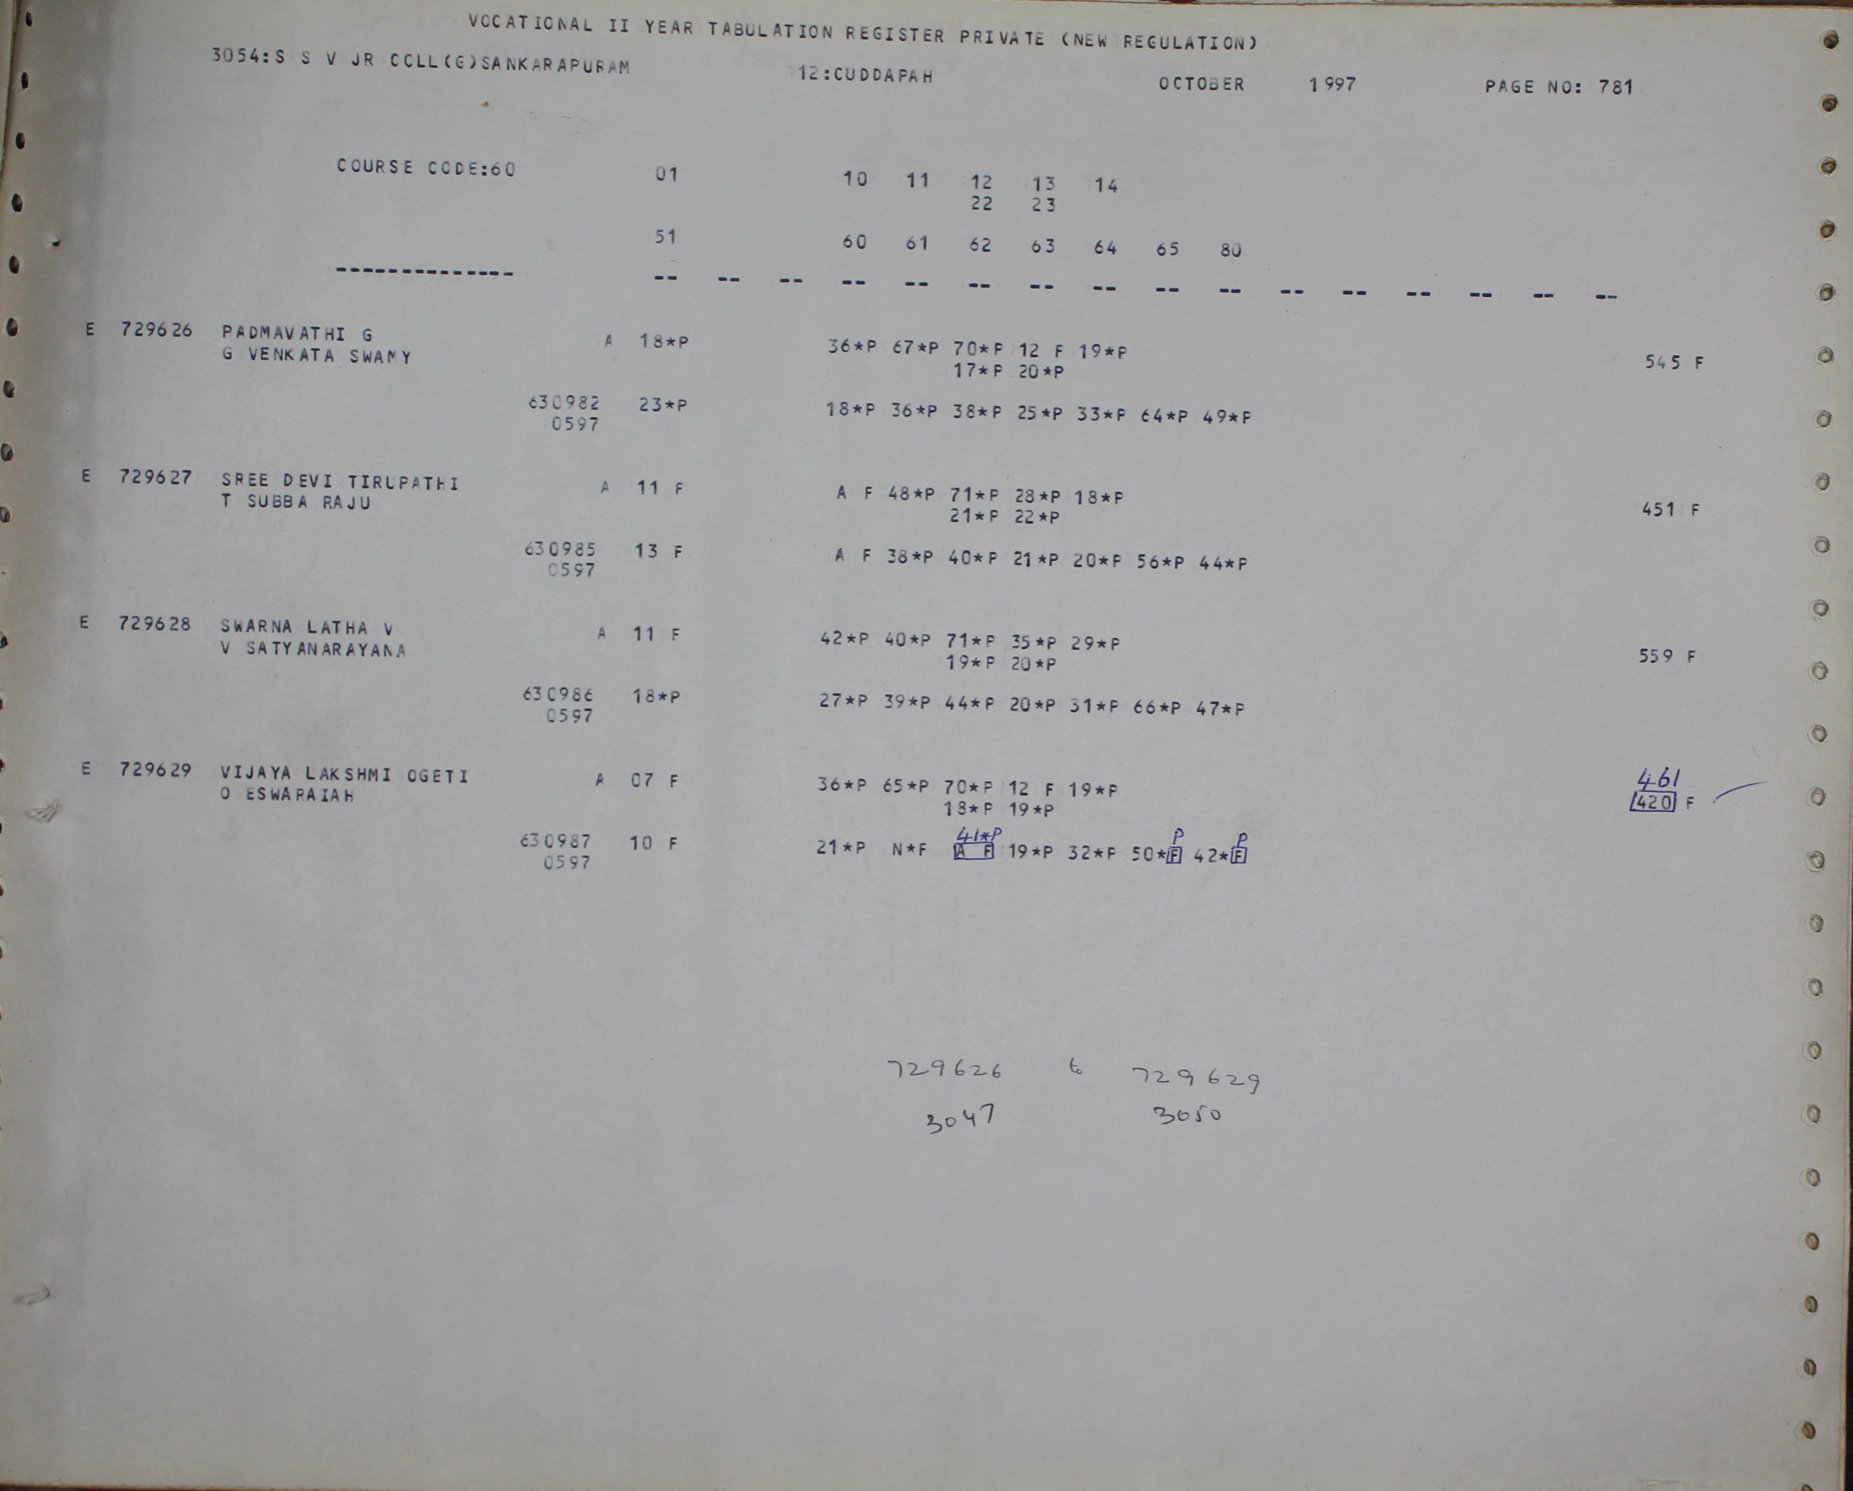 VOCATIONAL II YEAR TABULATION REGISTER PRIVATE (NEW REGULATION)
3054:S S V JR COLL(G)SANKARAPURAM 12:CUDDAPAH OCTOBER 1997 PAGE NO: 781
COURSE CODE:60 01 10 11 12 13 14
22 23
51 60 61 62 63 64 65 80
-------------- -- -- -- -- -- -- -- -- -- -- -- -- -- -- -- --
E 729626 PADMAVATHI G A 18*P 36*P 67*P 70*P 12 F 19*P 545 F
G VENKATA SWAMY 17*P 20*P
630982 23*P 18*P 36*P 38*P 25*P 33*P 64*P 49*P
0597
E 729627 SREE DEVI TIRUPATHI A 11 F A F 48*P 71*P 28*P 18*P 451 F
T SUBBA RAJU 21*P 22*P
630985 13 F A F 38*P 40*P 21*P 20*P 56*P 44*P
0597
E 729628 SWARNA LATHA V A 11 F 42*P 40*P 71*P 35*P 29*P 559 F
V SATYANARAYANA 19*P 20*P
630986 18*P 27*P 39*P 44*P 20*P 31*P 66*P 47*P
0597
461
E 729629 VIJAYA LAKSHMI OGETI A 07 F 36*P 65*P 70*P 12 F 19*P 420 F
O ESWARAIAH 18*P 19*P
41*P P P
630987 10 F 21*P N*F A F 19*P 32*P 50*F 42*F
0597
729626 to 729629
3047 3050